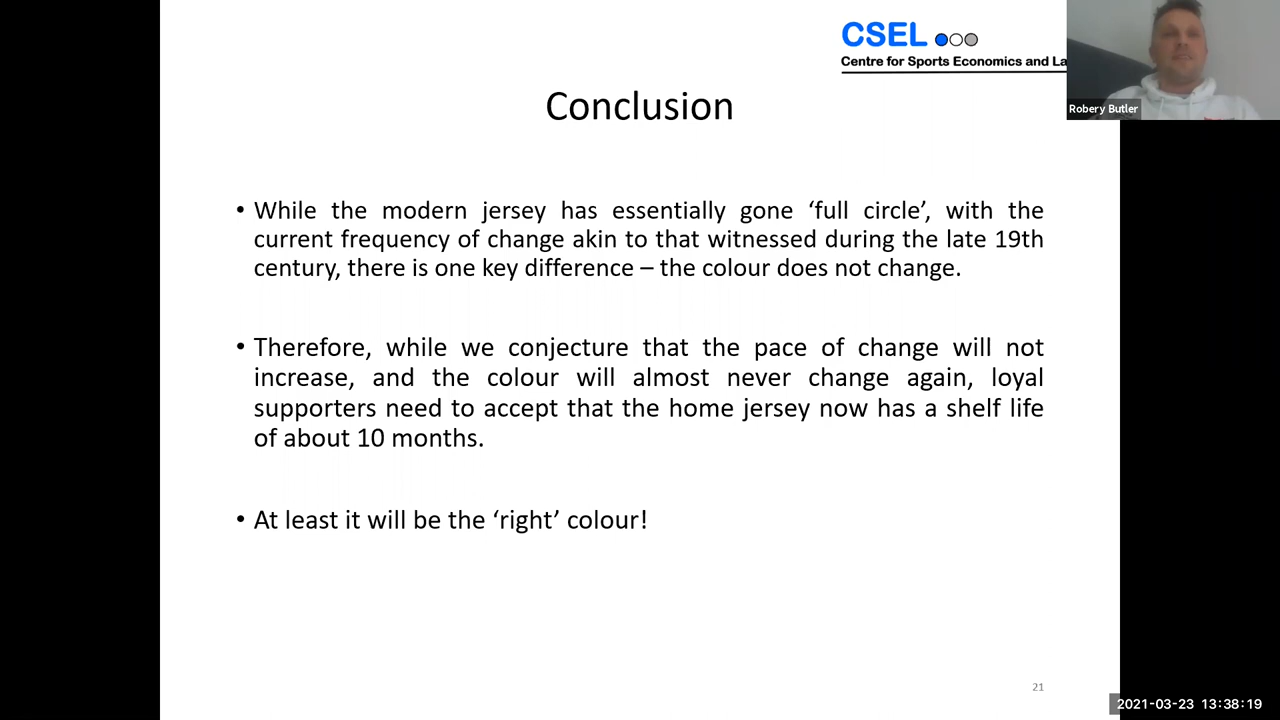 CSEL
Centre for Sports Economics and La
Robery Butler
Conclusion
• While the modern jersey has essentially gone ‘full circle’, with the
current frequency of change akin to that witnessed during the late 19th
century, there is one key difference – the colour does not change.
• Therefore, while we conjecture that the pace of change will not
increase, and the colour will almost never change again, loyal
supporters need to accept that the home jersey now has a shelf life
of about 10 months.
• At least it will be the ‘right’ colour!
21
2021-03-23 13:38:19